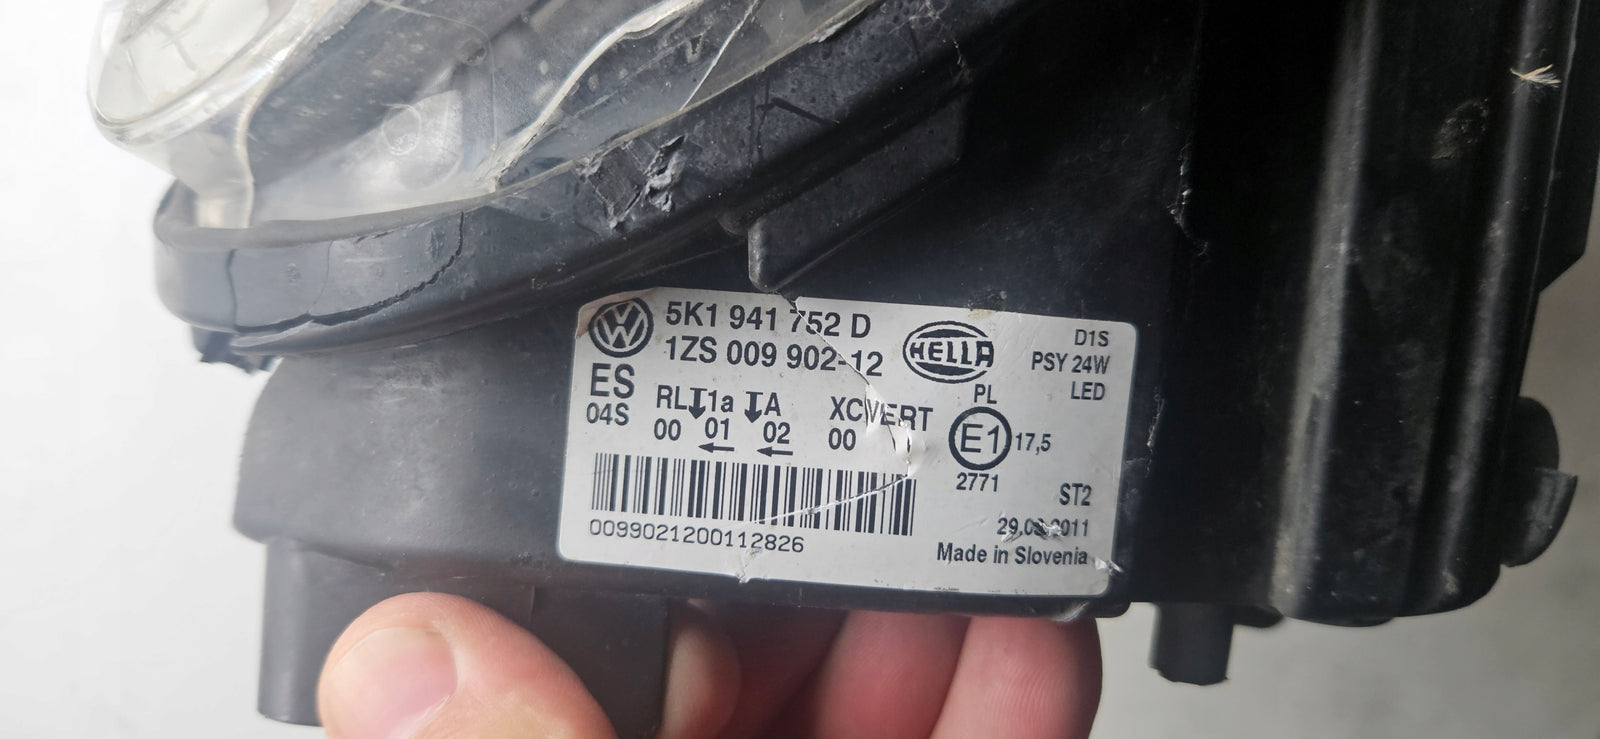 5K1 941 752 D
1ZS 009 902-12
HELLA
D1S
PSY 24W
LED
ES
04S
RL 1a A XCVERT
00 01 02 00
PL
E1 17,5
2771
ST2
2011
0099021200112826
Made in Slovenia